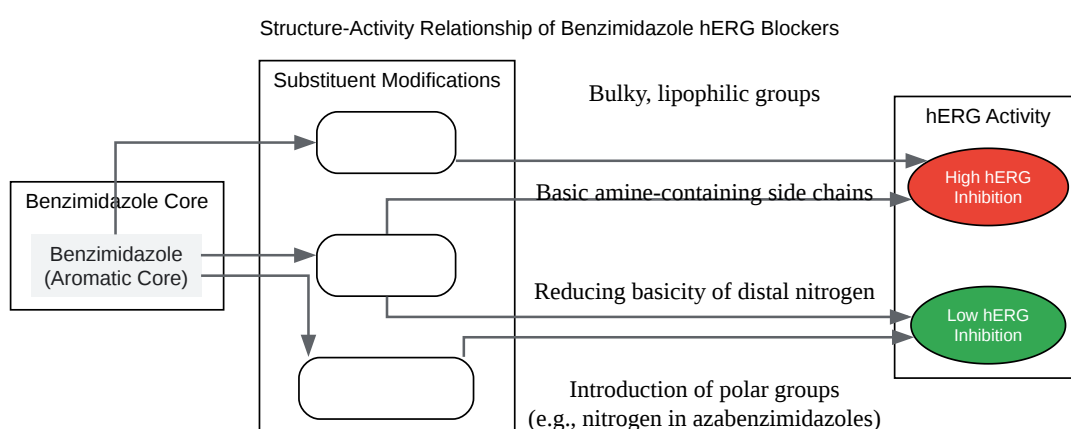 Structure-Activity Relationship of Benzimidazole hERG Blockers
Substituent Modifications
Bulky, lipophilic groups
hERG Activity
High hERG
Inhibition
Benzimidazole Core
Basic amine-containing side chains
Benzimidazole
(Aromatic Core)
Reducing basicity of distal nitrogen
Low hERG
Inhibition
Introduction of polar groups
(e.g., nitrogen in azabenzimidazoles)